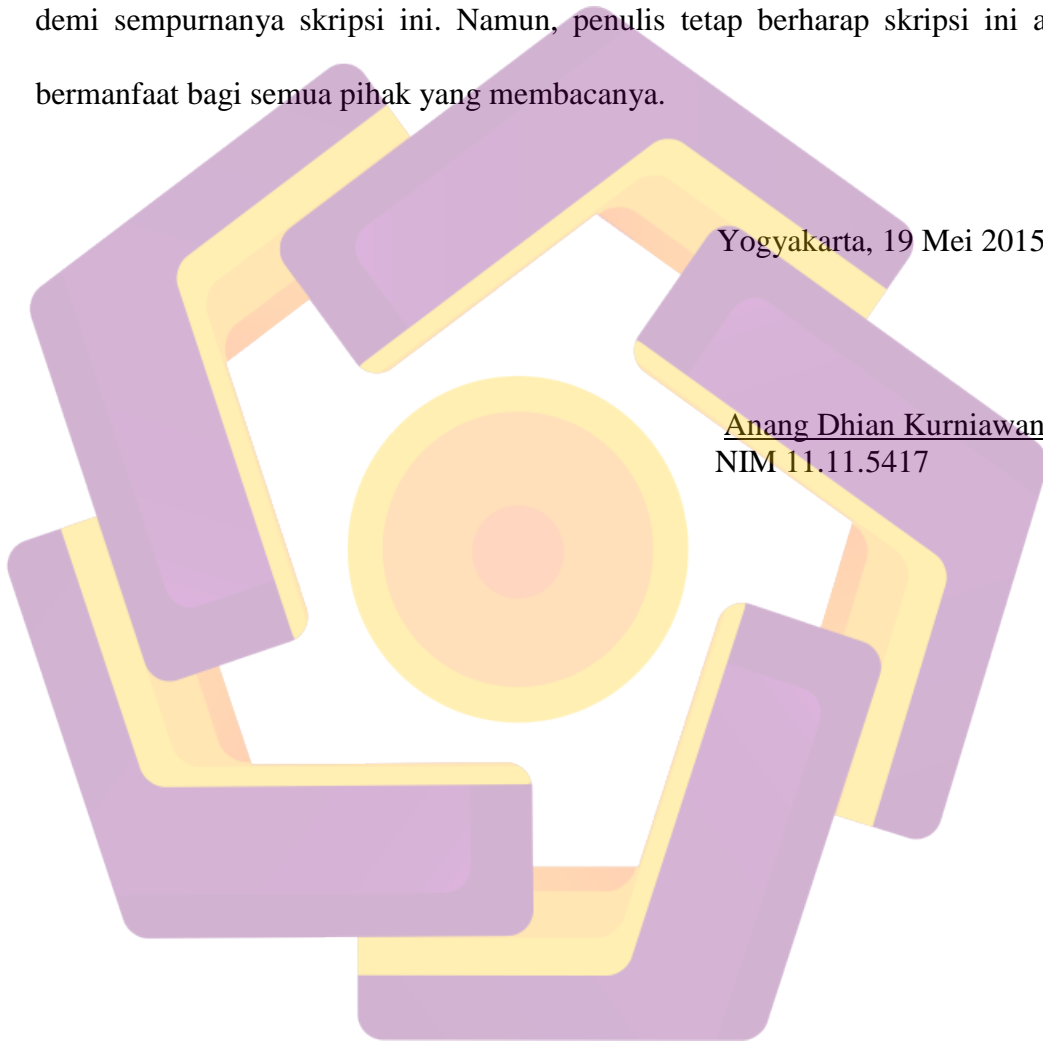 demi sempurnanya skripsi ini. Namun, penulis tetap berharap skripsi ini
bermanfaat bagi semua pihak yang membacanya.
Yogyakarta, 19 Mei 2015
Anang Dhian Kurniawan
NIM 11.11.5417